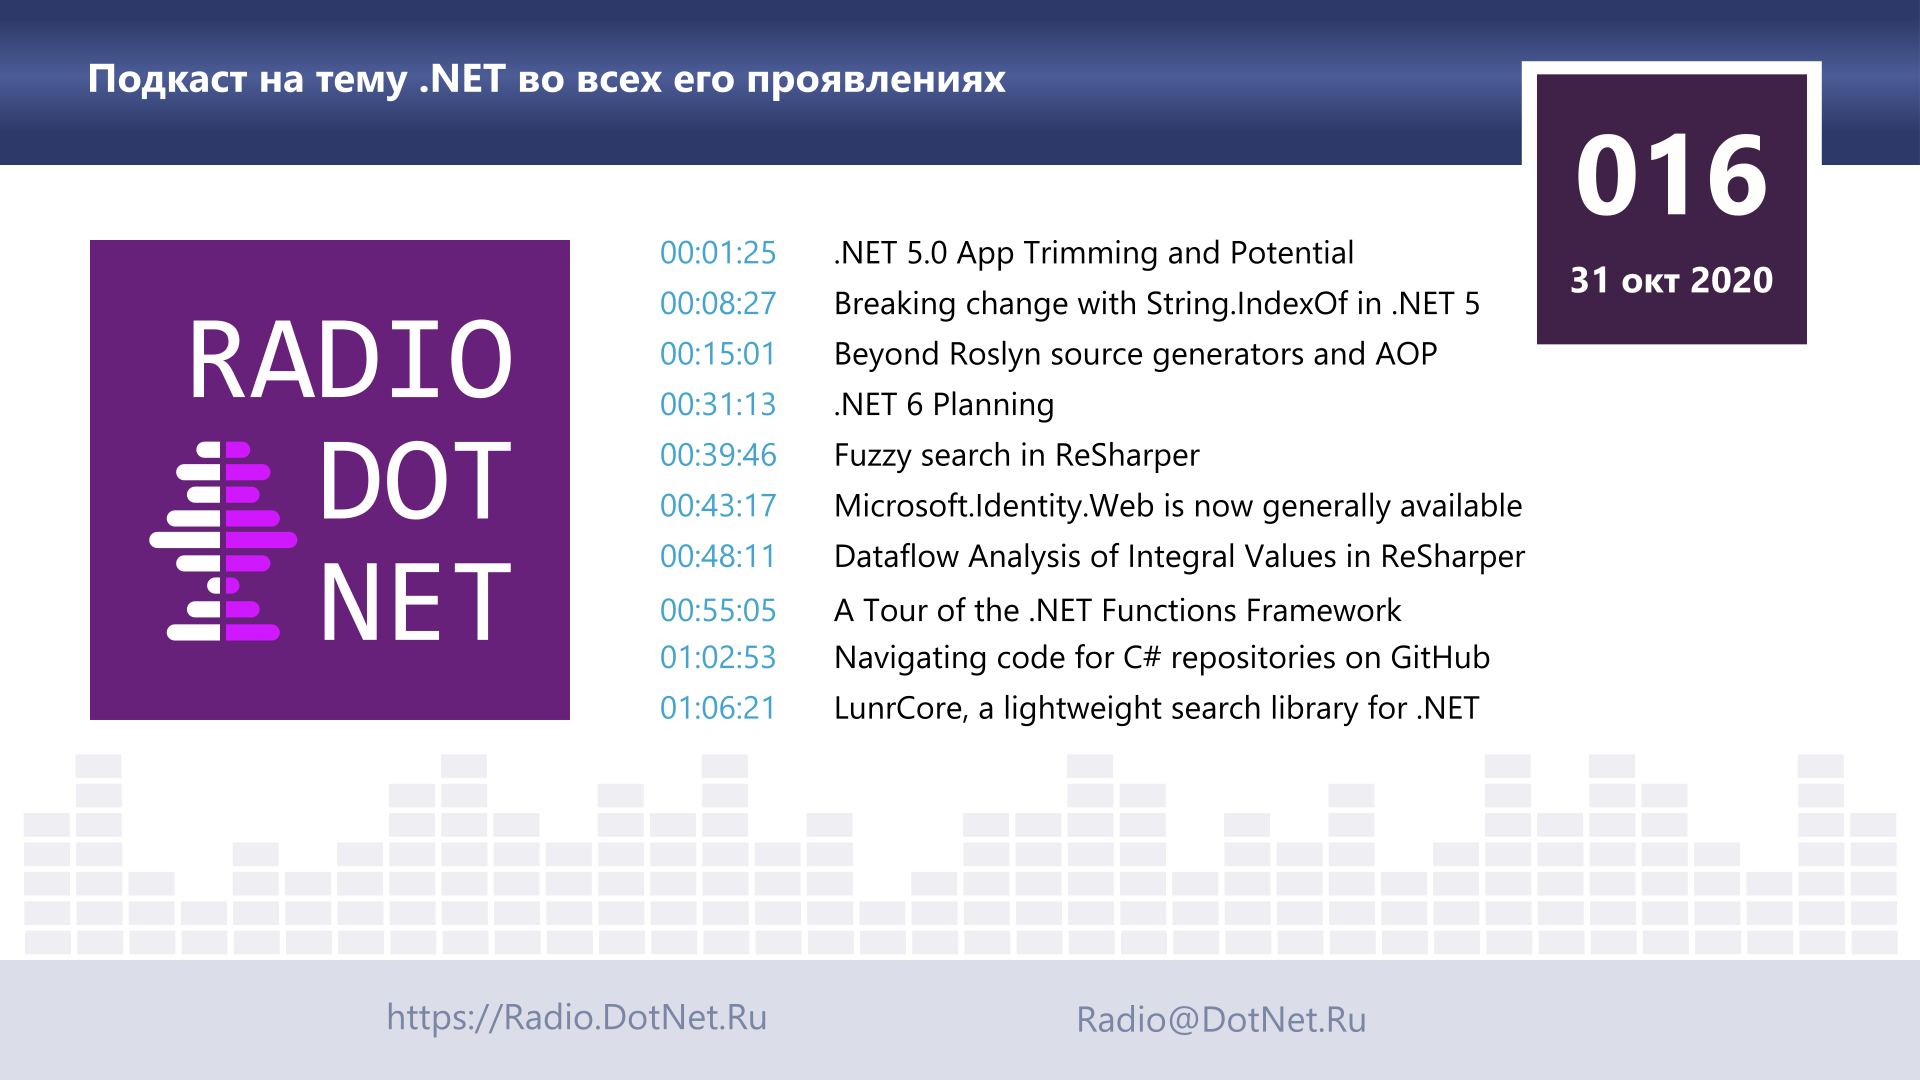 Подкаст на тему .NET во всех его проявлениях
016
31 окт 2020
RADIO
DOT
NET
00:01:25 .NET 5.0 App Trimming and Potential
00:08:27 Breaking change with String.IndexOf in .NET 5
00:15:01 Beyond Roslyn source generators and AOP
00:31:13 .NET 6 Planning
00:39:46 Fuzzy search in ReSharper
00:43:17 Microsoft.Identity.Web is now generally available
00:48:11 Dataflow Analysis of Integral Values in ReSharper
00:55:05 A Tour of the .NET Functions Framework
01:02:53 Navigating code for C# repositories on GitHub
01:06:21 LunrCore, a lightweight search library for .NET
https://Radio.DotNet.Ru
Radio@DotNet.Ru